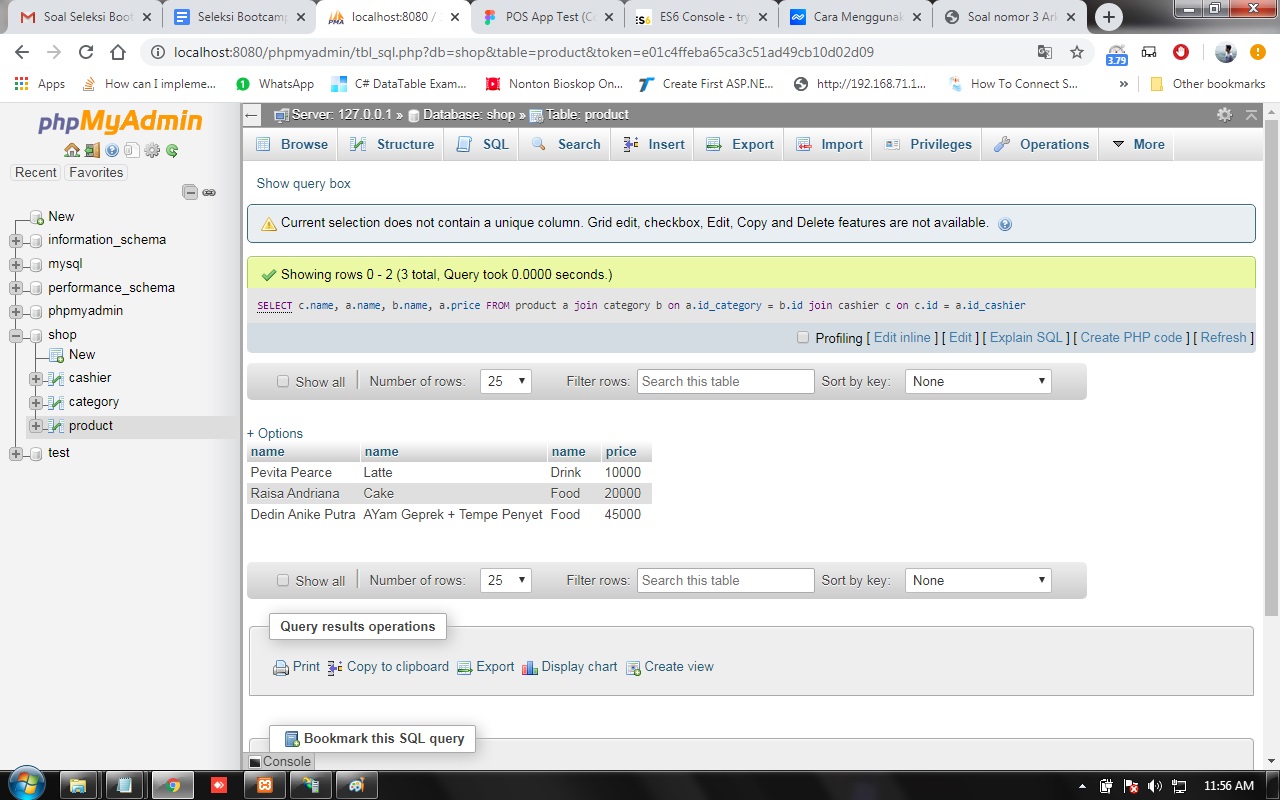 Soal Seleksi Boot
Seleksi Bootcamp
localhost:8080 /
POS App Test (Co
ES6 Console - try
Cara Menggunak
Soal nomor 3 Ark
localhost:8080/phpmyadmin/tbl_sql.php?db=shop&table=product&token=e01c4ffeba65ca3c51ad49cb10d02d09
3.79
Apps
How can I impleme...
WhatsApp
C# DataTable Exam...
Nonton Bioskop On...
Create First ASP.NE...
http://192.168.71.1...
How To Connect S...
»
Other bookmarks
phpMyAdmin
Recent
Favorites
New
information_schema
mysql
performance_schema
phpmyadmin
shop
New
cashier
category
product
test
Server: 127.0.0.1 » Database: shop » Table: product
Browse
Structure
SQL
Search
Insert
Export
Import
Privileges
Operations
More
Show query box
Current selection does not contain a unique column. Grid edit, checkbox, Edit, Copy and Delete features are not available.
Showing rows 0 - 2 (3 total, Query took 0.0000 seconds.)
SELECT c.name, a.name, b.name, a.price FROM product a join category b on a.id_category = b.id join cashier c on c.id = a.id_cashier
Profiling [ Edit inline ] [ Edit ] [ Explain SQL ] [ Create PHP code ] [ Refresh ]
Show all
Number of rows: 25
Filter rows: Search this table
Sort by key: None
+ Options
name name name price
Pevita Pearce Latte Drink 10000
Raisa Andriana Cake Food 20000
Dedin Anike Putra AYam Geprek + Tempe Penyet Food 45000
Show all
Number of rows: 25
Filter rows: Search this table
Sort by key: None
Query results operations
Print Copy to clipboard Export Display chart Create view
Bookmark this SQL query
Console
11:56 AM